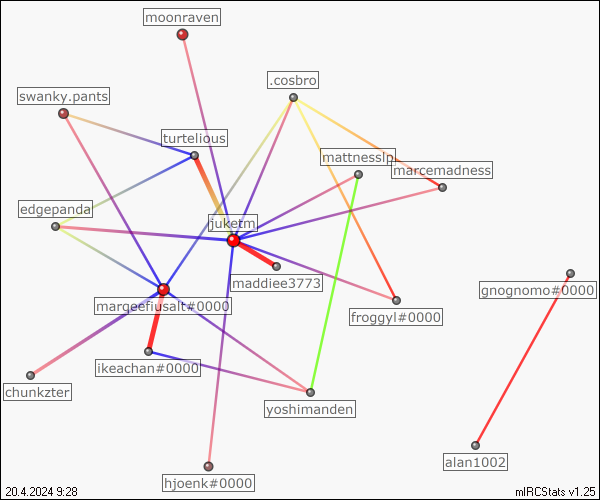 moonraven
.cosbro
swanky.pants
turtelious
mattnesslp
marcemadness
edgepanda
juketm
maddiee3773
gnognomo#0000
margeefiusalt#0000
froggyl#0000
ikeachan#0000
chunkzter
yoshimanden
alan1002
hjoenk#0000
20.4.2024 9:28
mIRCStats v1.25